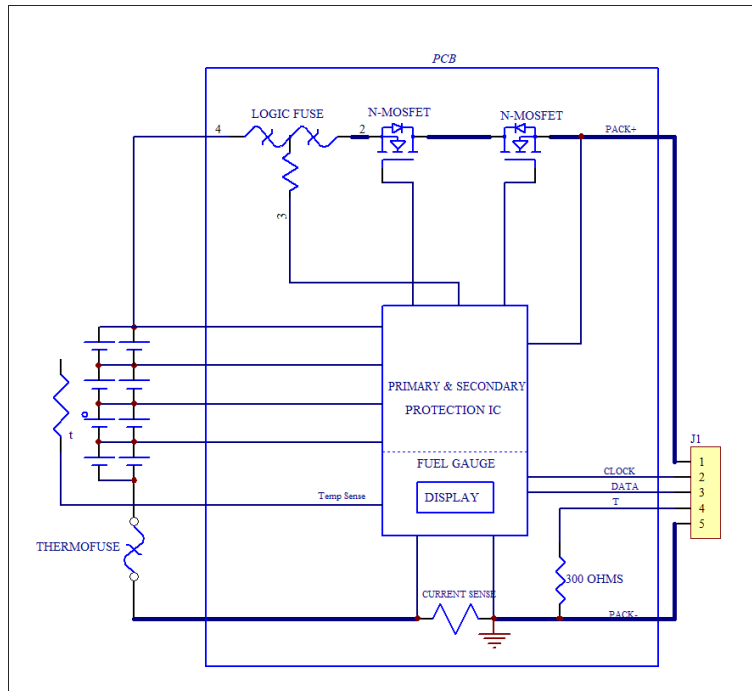 PCB
LOGIC FUSE
N-MOSFET
N-MOSFET
4
2
PACK+
3
PRIMARY & SECONDARY
PROTECTION IC
t
FUEL GAUGE
DISPLAY
Temp Sense
J1
1
CLOCK
2
DATA
3
T
4
5
THERMOFUSE
300 OHMS
CURRENT SENSE
PACK-